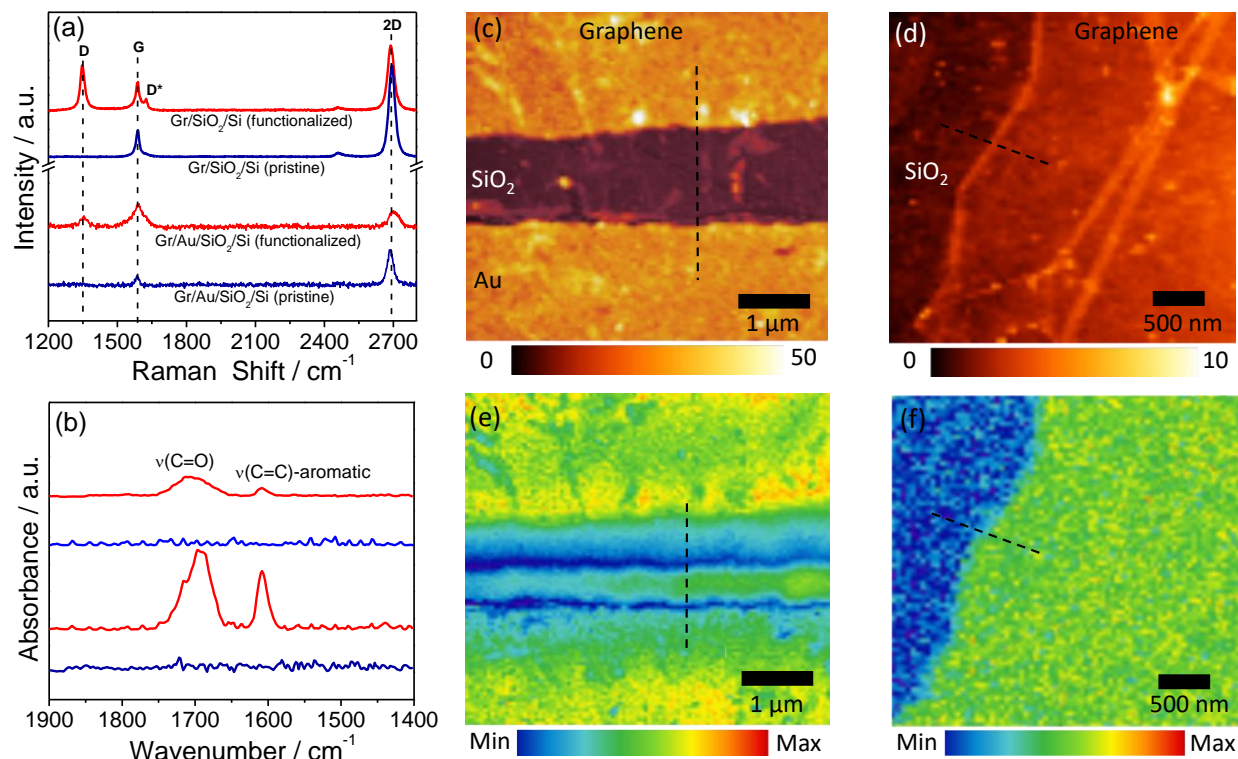 (a)
D
G
D*
2D
Gr/SiO₂/Si (functionalized)
Gr/SiO₂/Si (pristine)
Gr/Au/SiO₂/Si (functionalized)
Gr/Au/SiO₂/Si (pristine)
Intensity / a.u.
1200 1500 1800 2100 2400 2700
Raman Shift / cm⁻¹
(c)
Graphene
SiO₂
Au
1 µm
0 50
(d)
Graphene
SiO₂
500 nm
0 10
(b)
ν(C=O)
ν(C=C)-aromatic
Absorbance / a.u.
1900 1800 1700 1600 1500 1400
Wavenumber / cm⁻¹
(e)
1 µm
Min Max
(f)
500 nm
Min Max